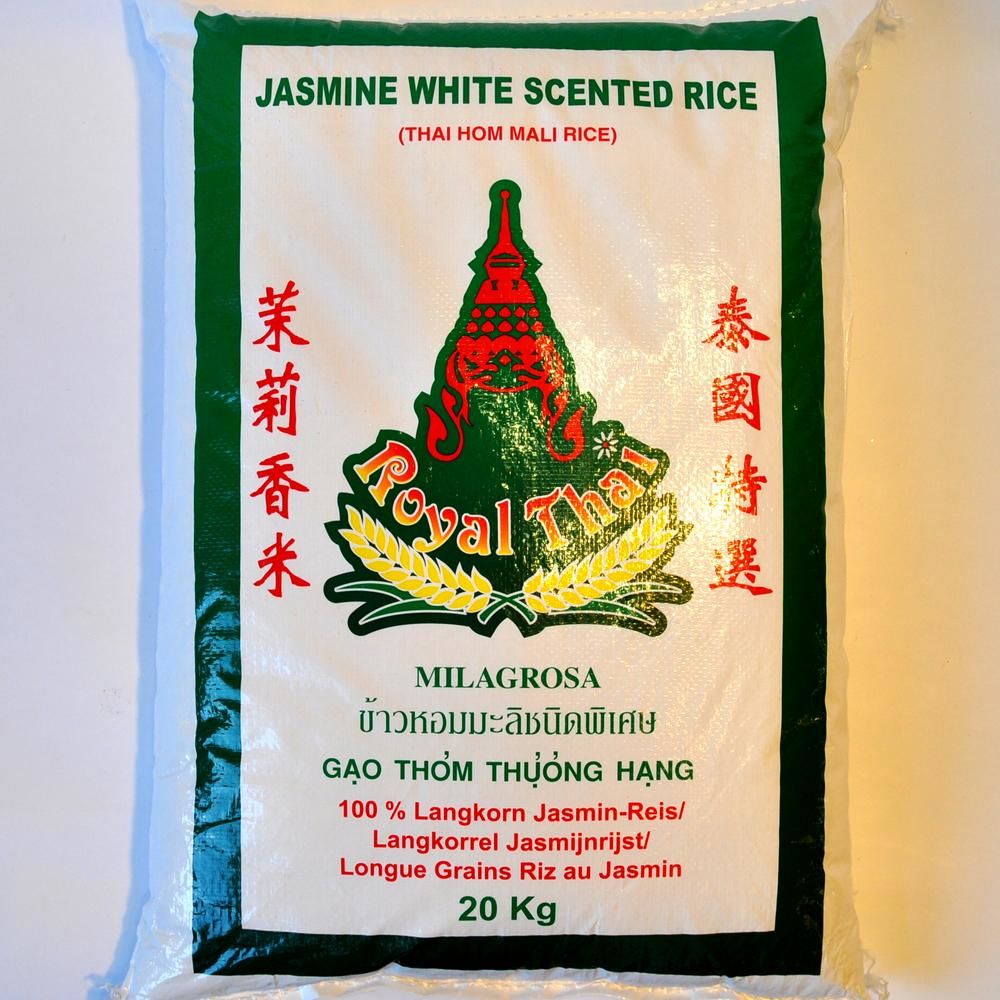 JASMINE WHITE SCENTED RICE
(THAI HOM MALI RICE)
茉莉香米
泰國特選
Royal Thai
MILAGROSA
ข้าวหอมมะลิชนิดพิเศษ
GẠO THỎM THỤỎNG HẠNG
100 % Langkorn Jasmin-Reis/
Langkorrel Jasmijnrijst/
Longue Grains Riz au Jasmin
20 Kg